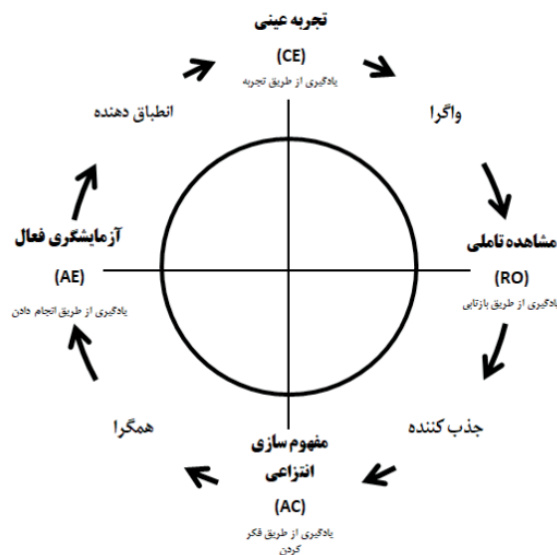 تجربه عینی
(CE)
یادگیری از طریق تجربه
انطباق دهنده
واگرا
آزمایشگری فعال
(AE)
یادگیری از طریق انجام دادن
مشاهده تاملی
(RO)
یادگیری از طریق بازتابی
همگرا
جذب کننده
مفهوم سازی
انتزاعی
(AC)
یادگیری از طریق فکر
کردن